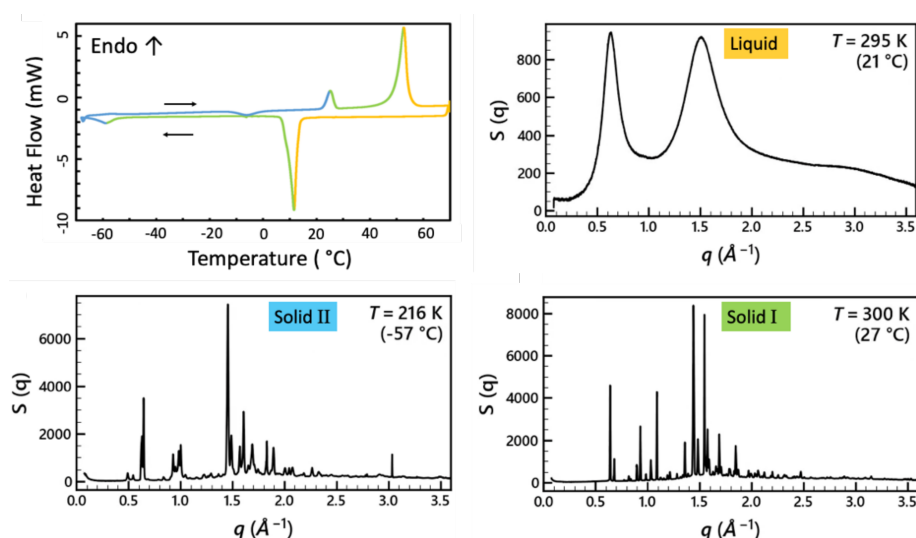 Endo ↑
Heat Flow (mW)
5
0
-5
-10
-60
-40
-20
0
20
40
60
Temperature ( °C)
Liquid
T = 295 K
(21 °C)
S (q)
800
600
400
200
0
0.0
0.5
1.0
1.5
2.0
2.5
3.0
3.5
q (Å⁻¹)
Solid II
T = 216 K
(-57 °C)
S (q)
6000
4000
2000
0
0.0
0.5
1.0
1.5
2.0
2.5
3.0
3.5
q (Å⁻¹)
Solid I
T = 300 K
(27 °C)
S (q)
8000
6000
4000
2000
0
0.0
0.5
1.0
1.5
2.0
2.5
3.0
3.5
q (Å⁻¹)